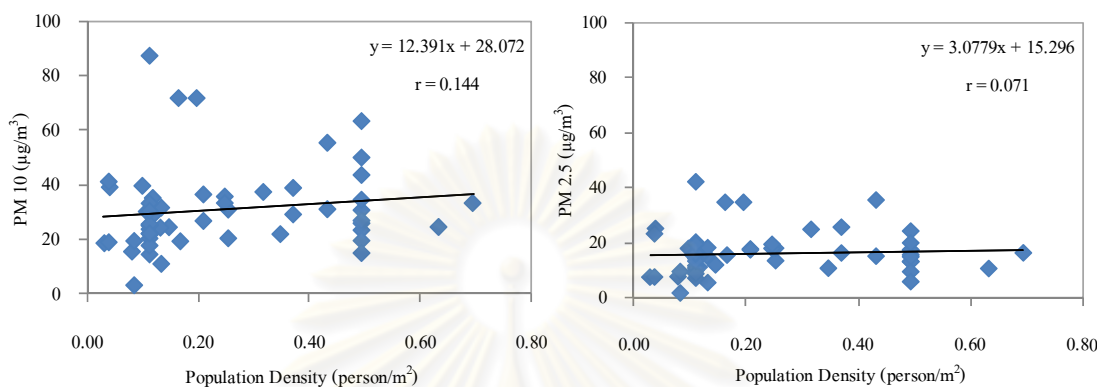 100
80
60
40
20
0
PM 10 (µg/m³)
y = 12.391x + 28.072
r = 0.144
0.00 0.20 0.40 0.60 0.80
Population Density (person/m²)
100
80
60
40
20
0
PM 2.5 (µg/m³)
y = 3.0779x + 15.296
r = 0.071
0.00 0.20 0.40 0.60 0.80
Population Density (person/m²)